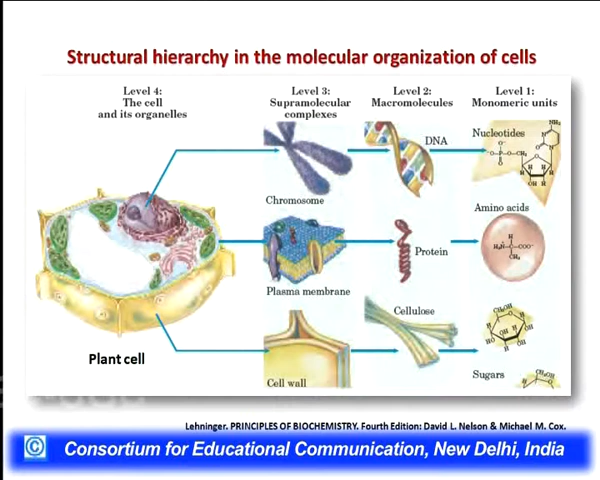 Structural hierarchy in the molecular organization of cells
Level 4:
The cell
and its organelles
Level 3:
Supramolecular
complexes
Level 2:
Macromolecules
Level 1:
Monomeric units
DNA
Nucleotides
Chromosome
Amino acids
Protein
Plasma membrane
Cellulose
Plant cell
Cell wall
Sugars
Lehninger. PRINCIPLES OF BIOCHEMISTRY. Fourth Edition: David L. Nelson & Michael M. Cox.
© Consortium for Educational Communication, New Delhi, India